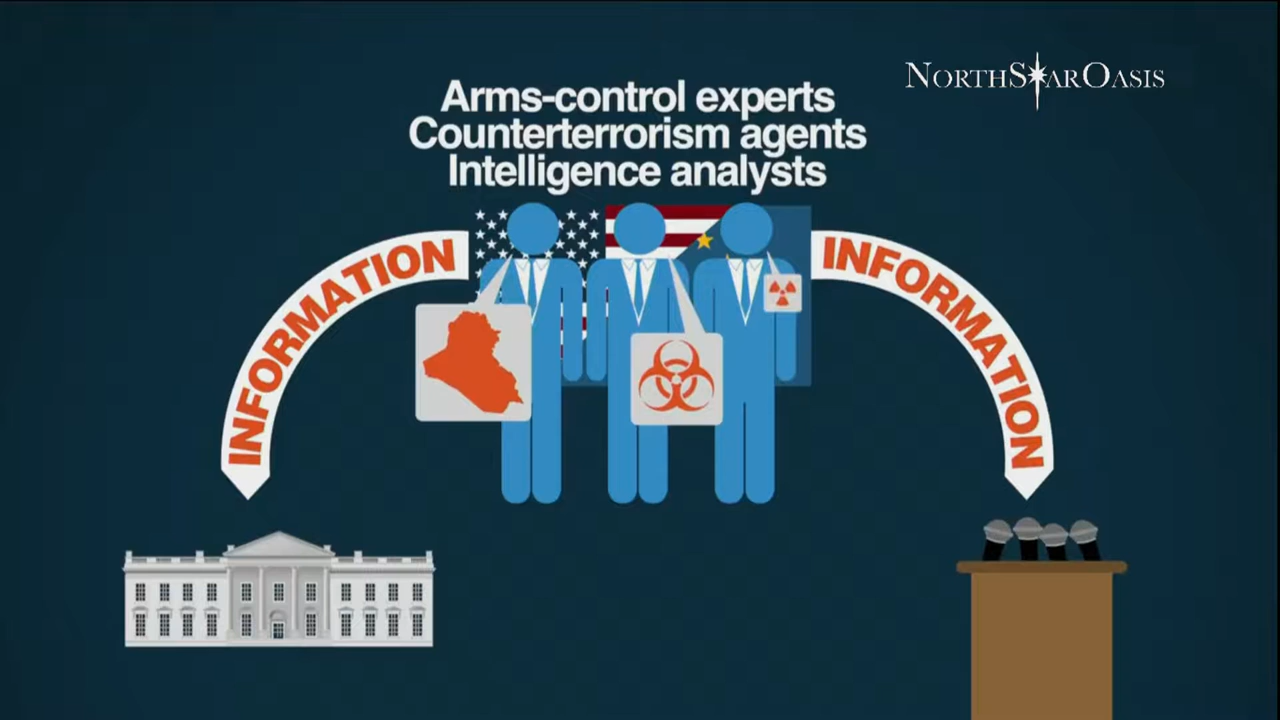 NORTHSTAROASIS
Arms-control experts
Counterterrorism agents
Intelligence analysts
INFORMATION
INFORMATION